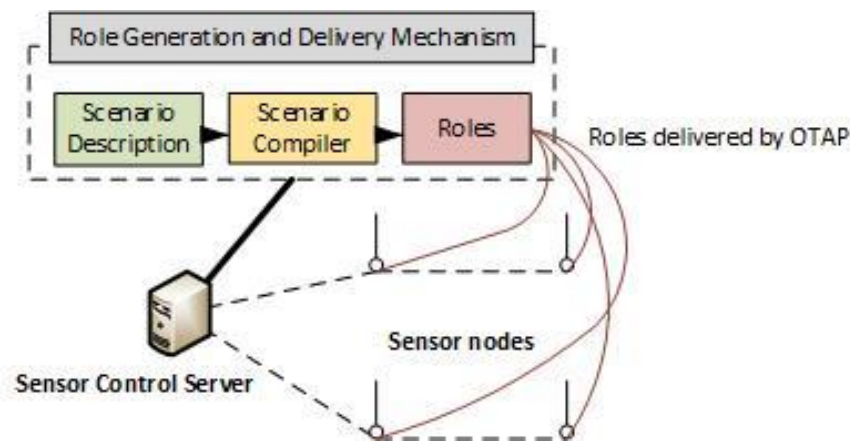 Role Generation and Delivery Mechanism
Scenario
Description
Scenario
Compiler
Roles
Roles delivered by OTAP
Sensor nodes
Sensor Control Server